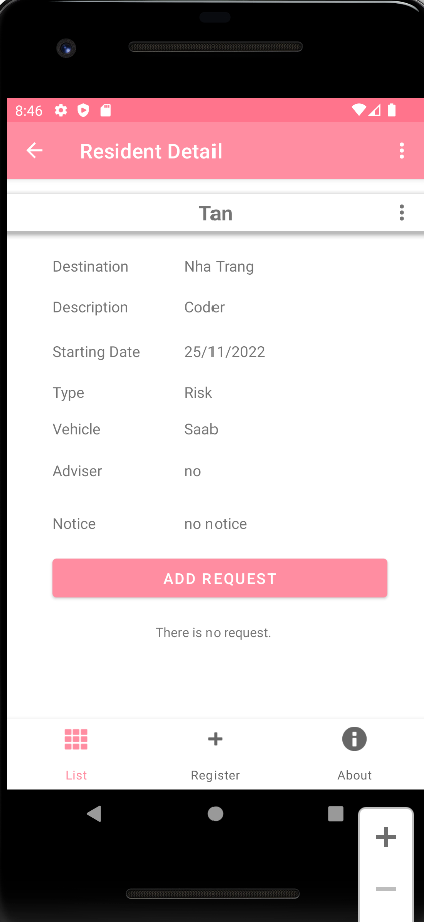 8:46
Resident Detail
Tan
Destination Nha Trang
Description Coder
Starting Date 25/11/2022
Type Risk
Vehicle Saab
Adviser no
Notice no notice
ADD REQUEST
There is no request.
List Register About